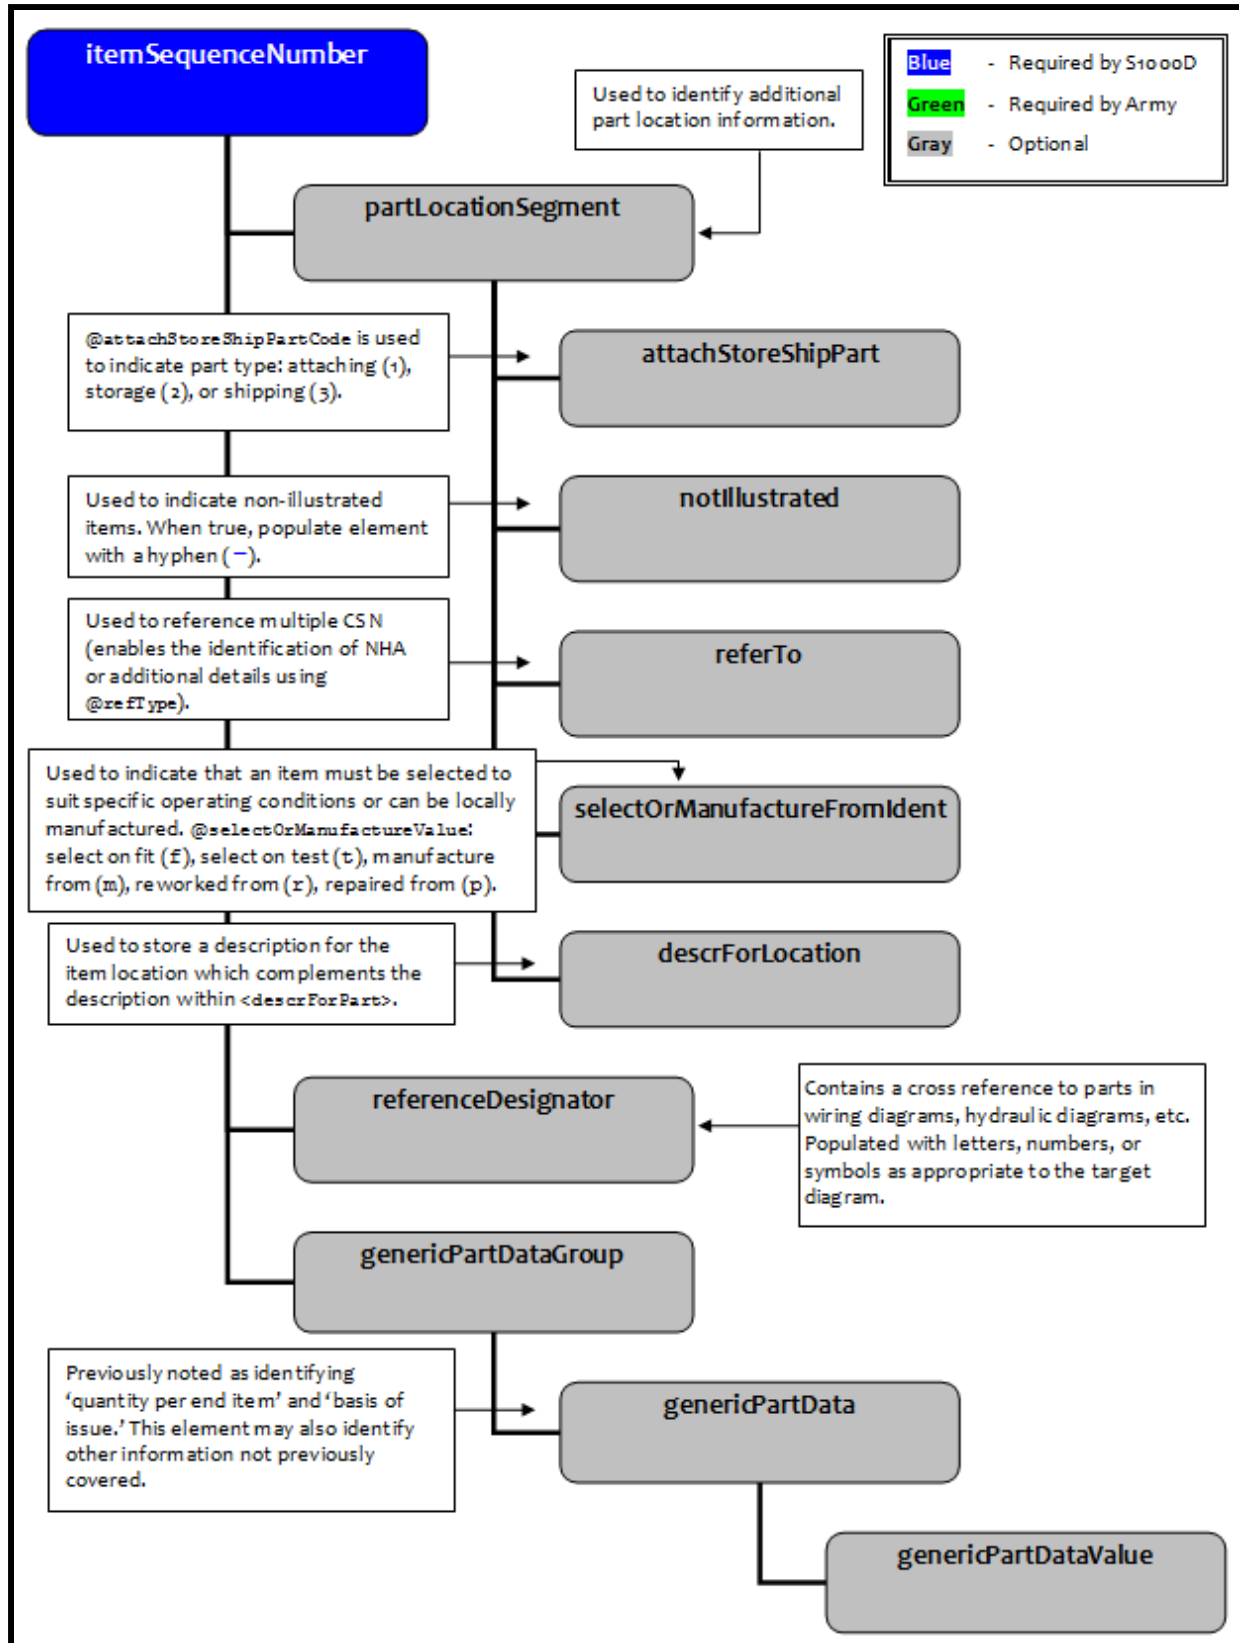 itemSequenceNumber
Blue - Required by S1000D
Green - Required by Army
Gray - Optional
Used to identify additional
part location information.
partLocationSegment
@attachStoreShipPartCode is used
to indicate part type: attaching (1),
storage (2), or shipping (3).
attachStoreShipPart
Used to indicate non-illustrated
items. When true, populate element
with a hyphen (–).
notIllustrated
Used to reference multiple CSN
(enables the identification of NHA
or additional details using
@refType).
referTo
Used to indicate that an item must be selected to
suit specific operating conditions or can be locally
manufactured. @selectOrManufactureValue:
select on fit (f), select on test (t), manufacture
from (m), reworked from (r), repaired from (p).
selectOrManufactureFromIdent
Used to store a description for the
item location which complements the
description within <descrForPart>.
descrForLocation
referenceDesignator
Contains a cross reference to parts in
wiring diagrams, hydraulic diagrams, etc.
Populated with letters, numbers, or
symbols as appropriate to the target
diagram.
genericPartDataGroup
Previously noted as identifying
‘quantity per end item’ and ‘basis of
issue.’ This element may also identify
other information not previously
covered.
genericPartData
genericPartDataValue